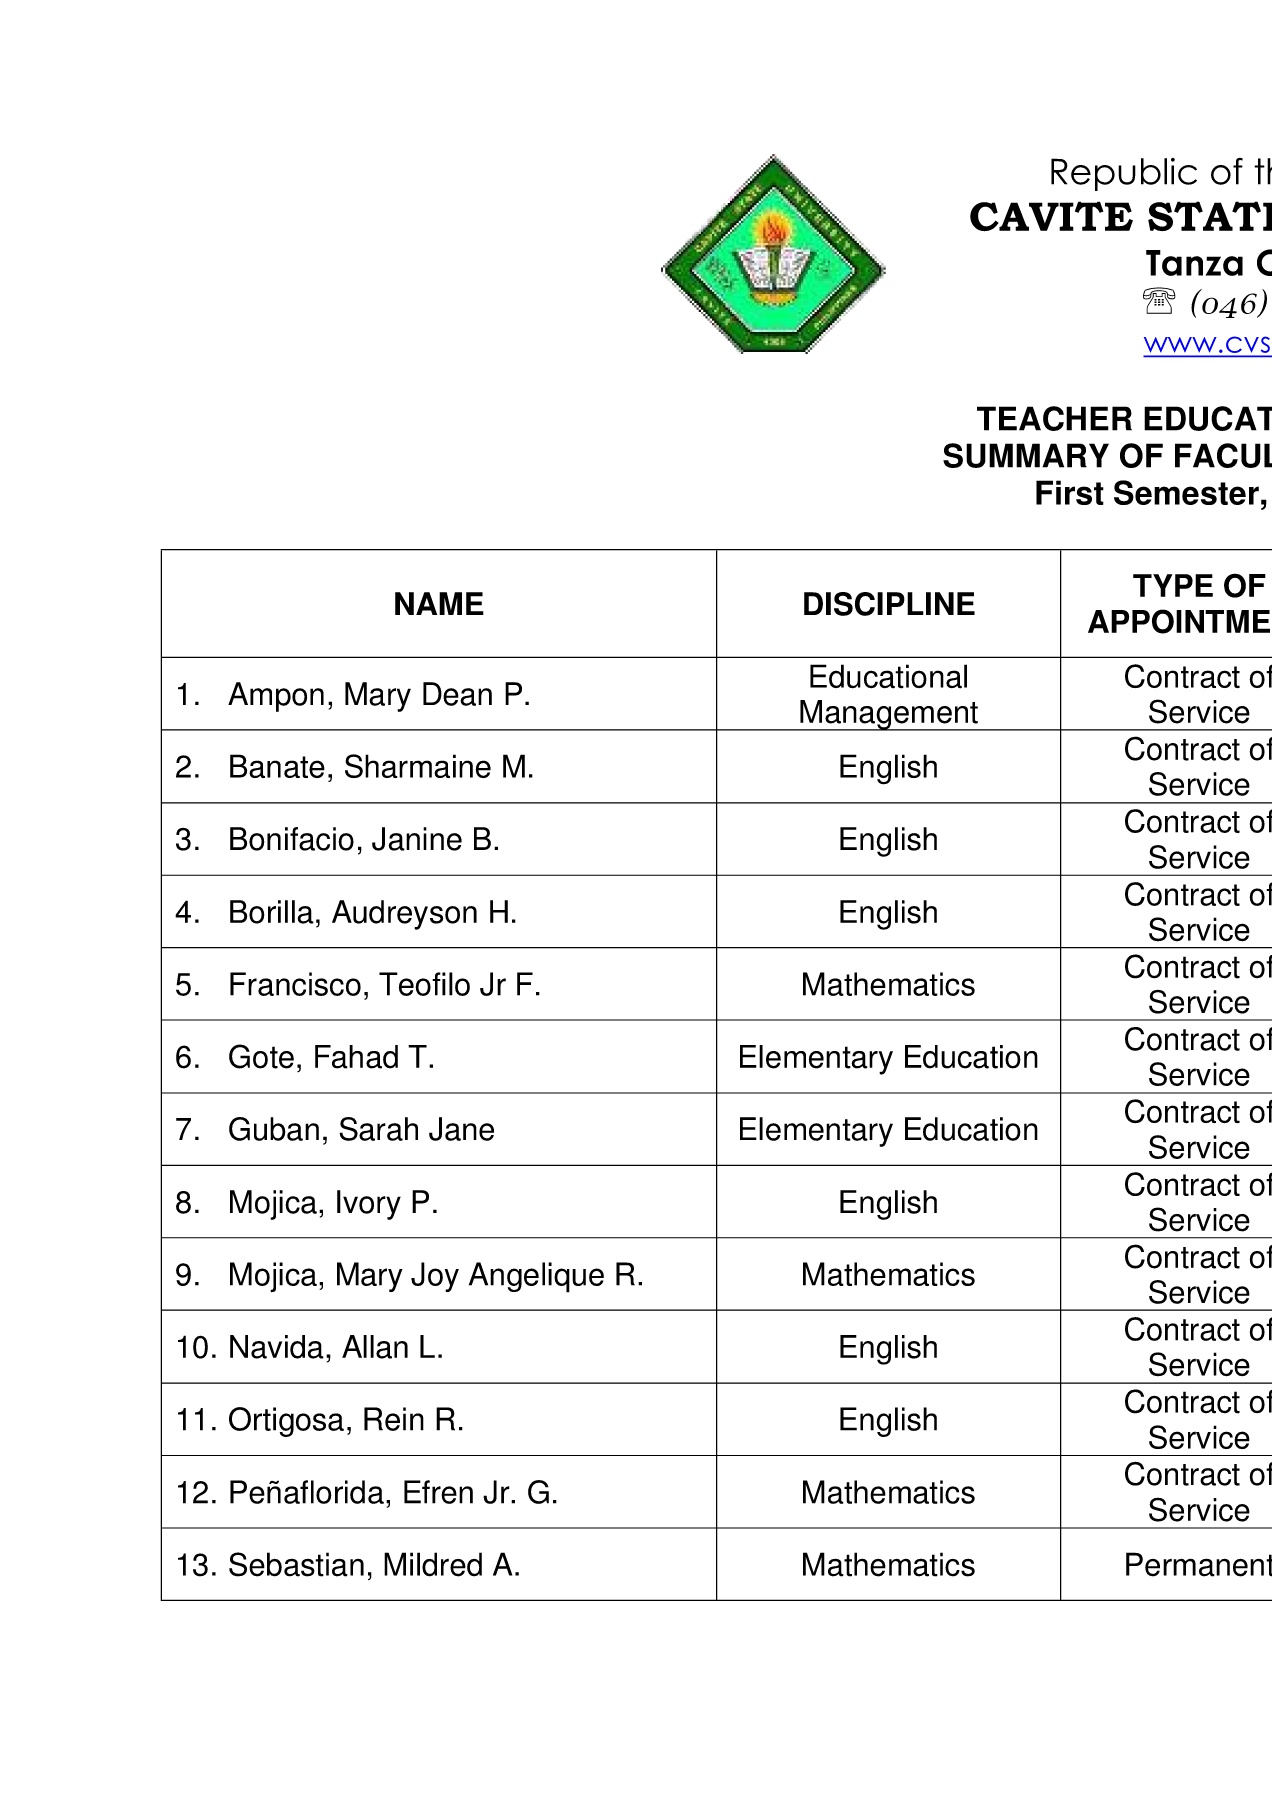 CAVITE STATE UNIVERSITY
Republic of th
CAVITE STATE
Tanza C
☏ (046)
www.cvs
TEACHER EDUCAT
SUMMARY OF FACUL
First Semester,
NAME DISCIPLINE TYPE OF APPOINTME
1. Ampon, Mary Dean P. Educational Management Contract of Service
2. Banate, Sharmaine M. English Contract of Service
3. Bonifacio, Janine B. English Contract of Service
4. Borilla, Audreyson H. English Contract of Service
5. Francisco, Teofilo Jr F. Mathematics Contract of Service
6. Gote, Fahad T. Elementary Education Contract of Service
7. Guban, Sarah Jane Elementary Education Contract of Service
8. Mojica, Ivory P. English Contract of Service
9. Mojica, Mary Joy Angelique R. Mathematics Contract of Service
10. Navida, Allan L. English Contract of Service
11. Ortigosa, Rein R. English Contract of Service
12. Peñaflorida, Efren Jr. G. Mathematics Contract of Service
13. Sebastian, Mildred A. Mathematics Permanent